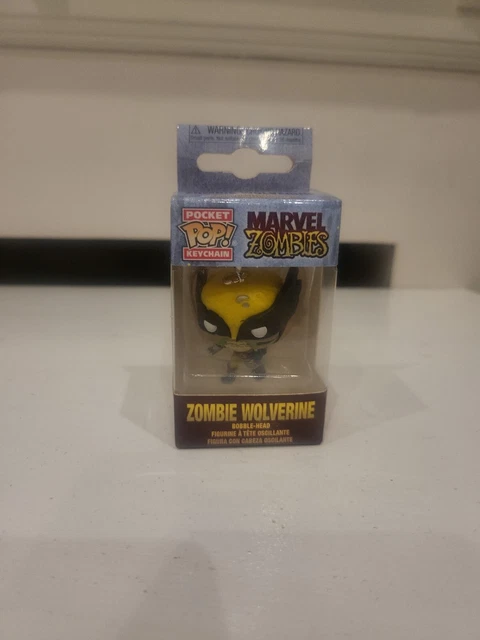 WARNING:
POCKET
POP!
KEYCHAIN
MARVEL
ZOMBIES
ZOMBIE WOLVERINE
BOBBLE-HEAD
FIGURINE À TÊTE OSCILLANTE
FIGURA CON CABEZA OSCILANTE